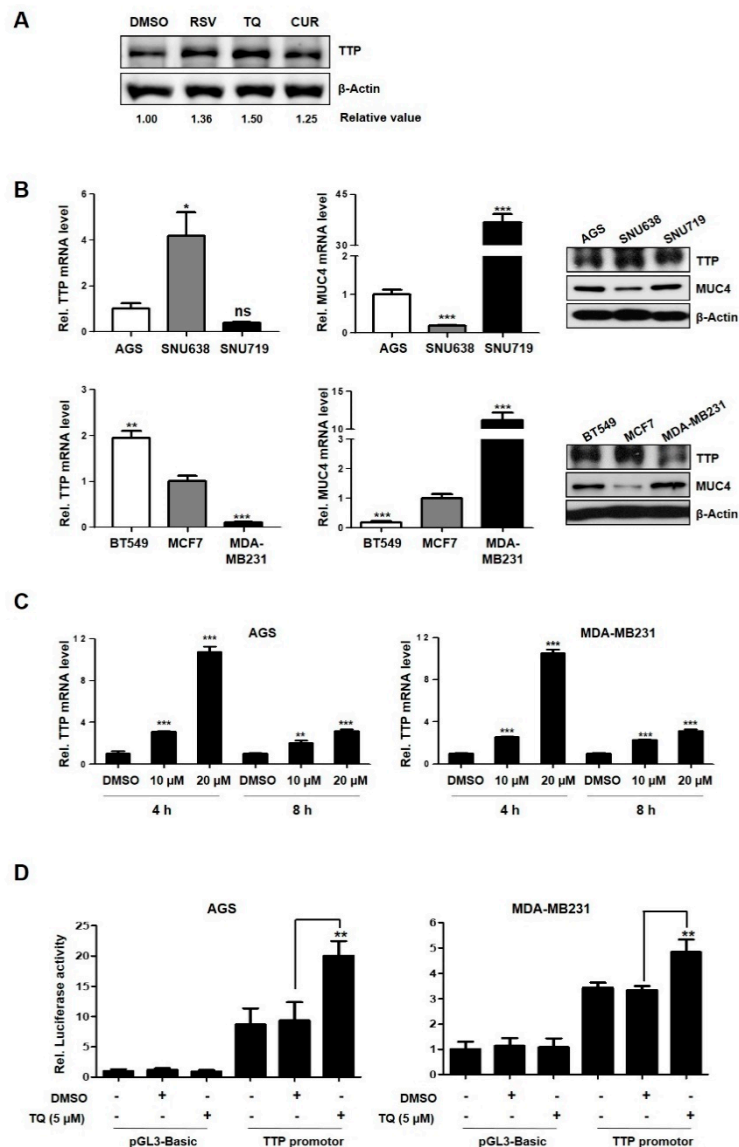 A
DMSO RSV TQ CUR
TTP
β-Actin
1.00 1.36 1.50 1.25 Relative value
B
Rel. TTP mRNA level
6
4
2
0
*
ns
AGS SNU638 SNU719
Rel. MUC4 mRNA level
45
30
2
1
0
***
***
AGS SNU638 SNU719
AGS SNU638 SNU719
TTP
MUC4
β-Actin
Rel. TTP mRNA level
3
2
1
0
**
***
BT549 MCF7 MDA-
MB231
Rel. MUC4 mRNA level
15
10
3
2
1
0
***
***
BT549 MCF7 MDA-
MB231
BT549 MCF7 MDA-MB231
TTP
MUC4
β-Actin
C
AGS
Rel. TTP mRNA level
12
8
4
0
***
***
**
***
DMSO 10 µM 20 µM DMSO 10 µM 20 µM
4 h 8 h
MDA-MB231
Rel. TTP mRNA level
12
8
4
0
***
***
***
***
DMSO 10 µM 20 µM DMSO 10 µM 20 µM
4 h 8 h
D
AGS
Rel. Luciferase activity
25
20
15
10
5
0
**
DMSO - + - - + -
TQ (5 µM) - - + - - +
pGL3-Basic TTP promotor
MDA-MB231
6
5
4
3
2
1
0
**
DMSO - + - - + -
TQ (5 µM) - - + - - +
pGL3-Basic TTP promotor